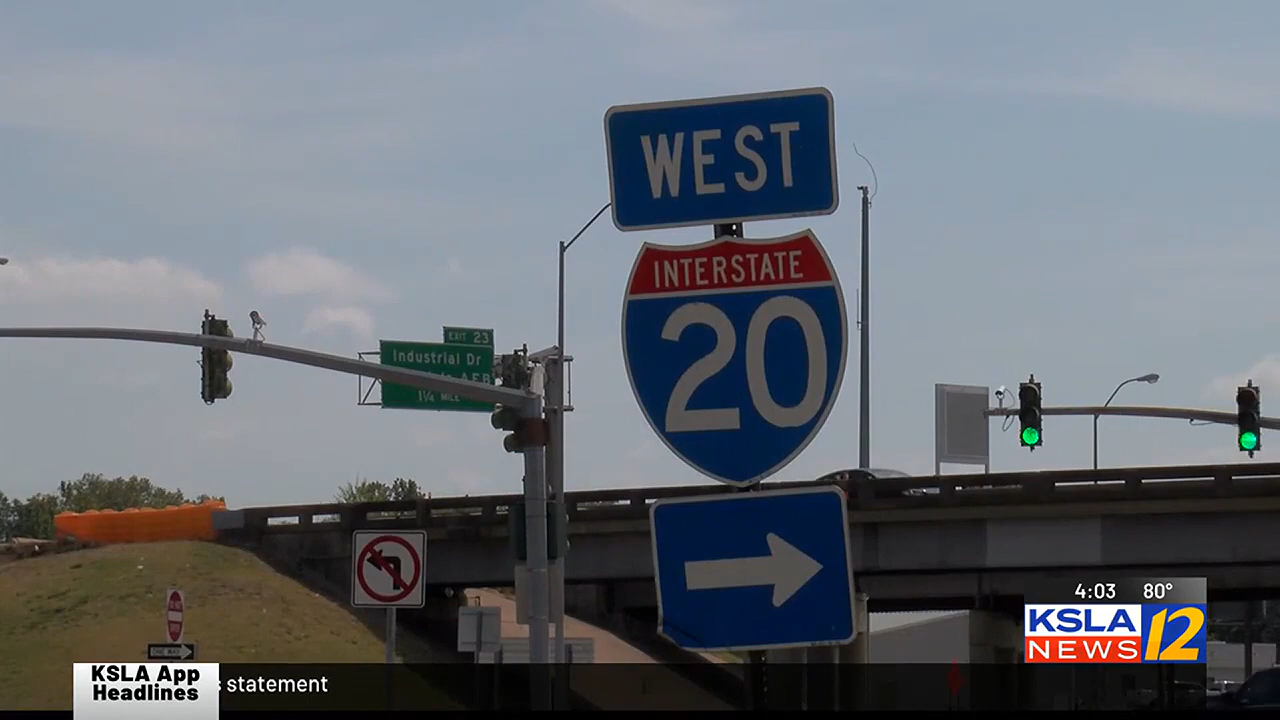 WEST
INTERSTATE
20
EXIT 23
Industrial Dr
AFB
1¼ MILE
ONE WAY
4:03 80°
KSLA
NEWS 12
KSLA App
Headlines
statement